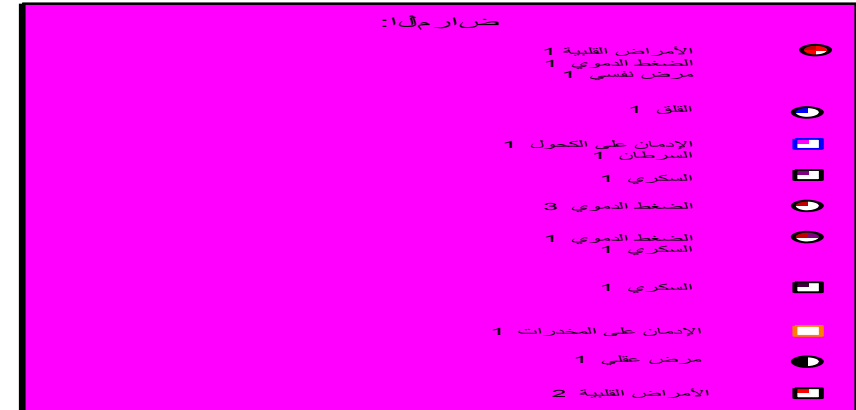 ضرار مالا:
الأمراض القلبية 1
الضغط الدموي 1
مرض نفسي 1
القلق 1
الإدمان على الكحول 1
السرطان 1
السكري 1
الضغط الدموي 3
الضغط الدموي 1
السكري 1
السكري 1
الإدمان على المخدرات 1
مرض عقلي 1
الأمراض القلبية 2